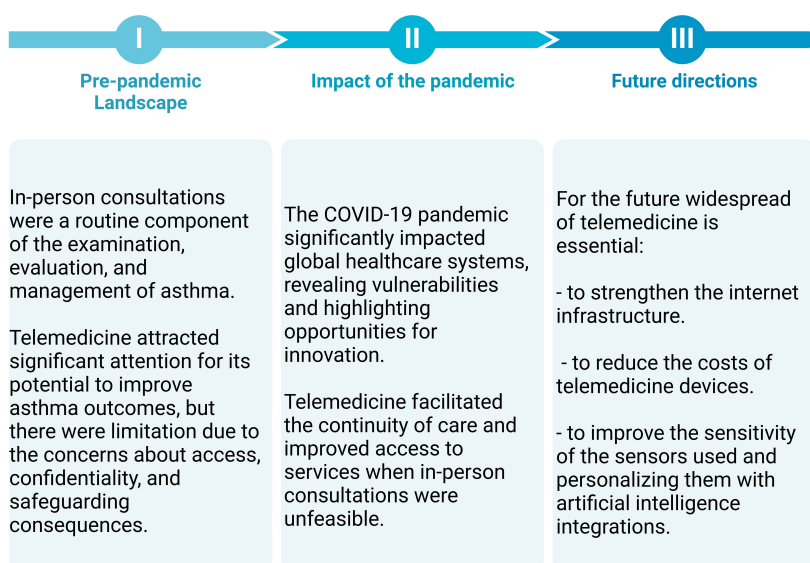 I
II
III
Pre-pandemic
Landscape
Impact of the pandemic
Future directions
In-person consultations
were a routine component
of the examination,
evaluation, and
management of asthma.
Telemedicine attracted
significant attention for its
potential to improve
asthma outcomes, but
there were limitation due to
the concerns about access,
confidentiality, and
safeguarding
consequences.
The COVID-19 pandemic
significantly impacted
global healthcare systems,
revealing vulnerabilities
and highlighting
opportunities for
innovation.
Telemedicine facilitated
the continuity of care and
improved access to
services when in-person
consultations were
unfeasible.
For the future widespread
of telemedicine is
essential:
- to strengthen the internet
infrastructure.
- to reduce the costs of
telemedicine devices.
- to improve the sensitivity
of the sensors used and
personalizing them with
artificial intelligence
integrations.